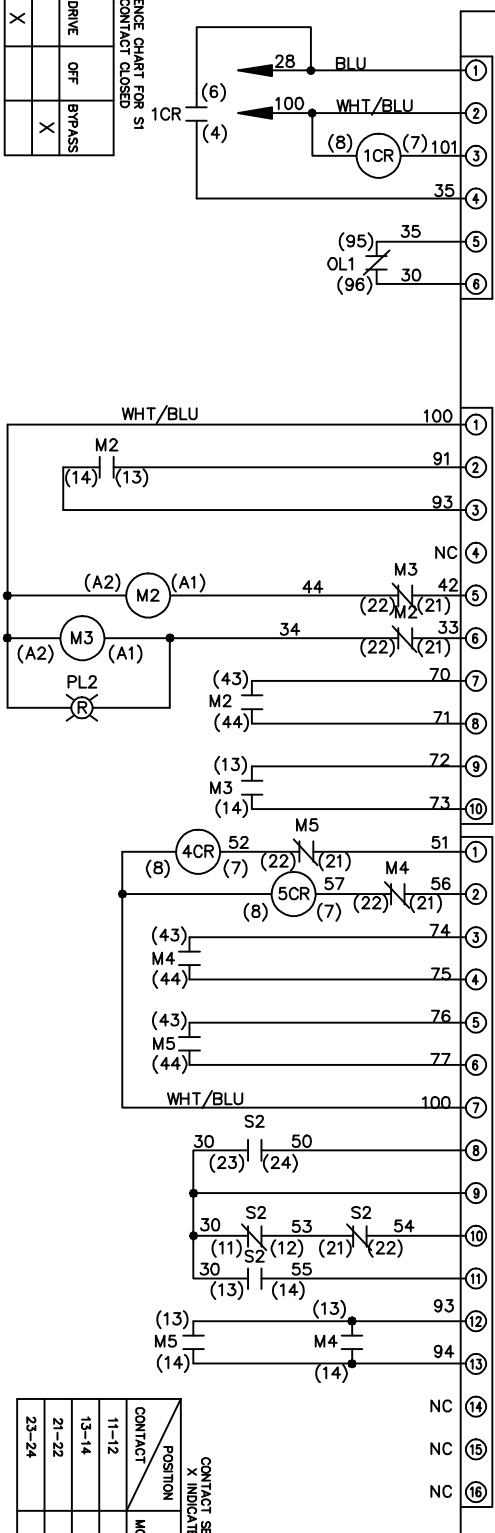 ENCE CHART FOR S1
CONTACT CLOSED
DRIVE OFF BYPASS
X
X
28 BLU 1
(6)
1CR
100 WHT/BLU 2
(4)
(8) 1CR (7) 101 3
35 4
(95) 35 5
OL1
(96) 30 6
WHT/BLU 100 1
M2
(14) (13) 91 2
93 3
NC 4
M3
(A2) M2 (A1) 44 (22) (21) 42 5
M2
(A2) M3 (A1) 34 (22) (21) 33 6
PL2
R
(43) 70 7
M2
(44) 71 8
(13) 72 9
M3
(14) 73 10
M5
(8) 4CR (7) 52 (22) (21) 51 1
M4
(8) 5CR (7) 57 (22) (21) 56 2
(43) 74 3
M4
(44) 75 4
(43) 76 5
M5
(44) 77 6
WHT/BLU 100 7
S2
30 (23) (24) 50 8
9
S2 S2
30 (11) (12) 53 (21) (22) 54 10
S2
30 (13) (14) 55 11
(13) (13) 93 12
M5 M4
(14) (14) 94 13
NC 14
NC 15
NC 16
CONTACT SE
X INDICATE
POSITION
CONTACT MO
11-12
13-14
21-22
23-24